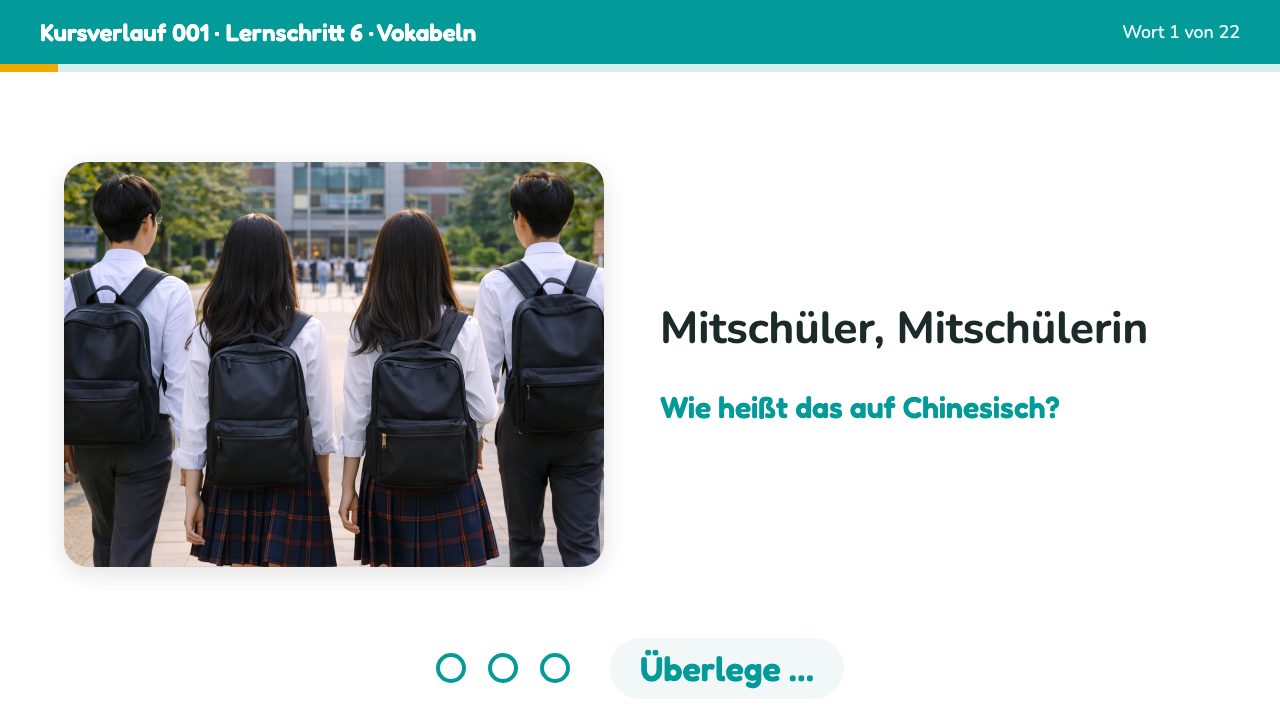 Kursverlauf 001 · Lernschritt 6 · Vokabeln
Wort 1 von 22
Mitschüler, Mitschülerin
Wie heißt das auf Chinesisch?
Überlege ...